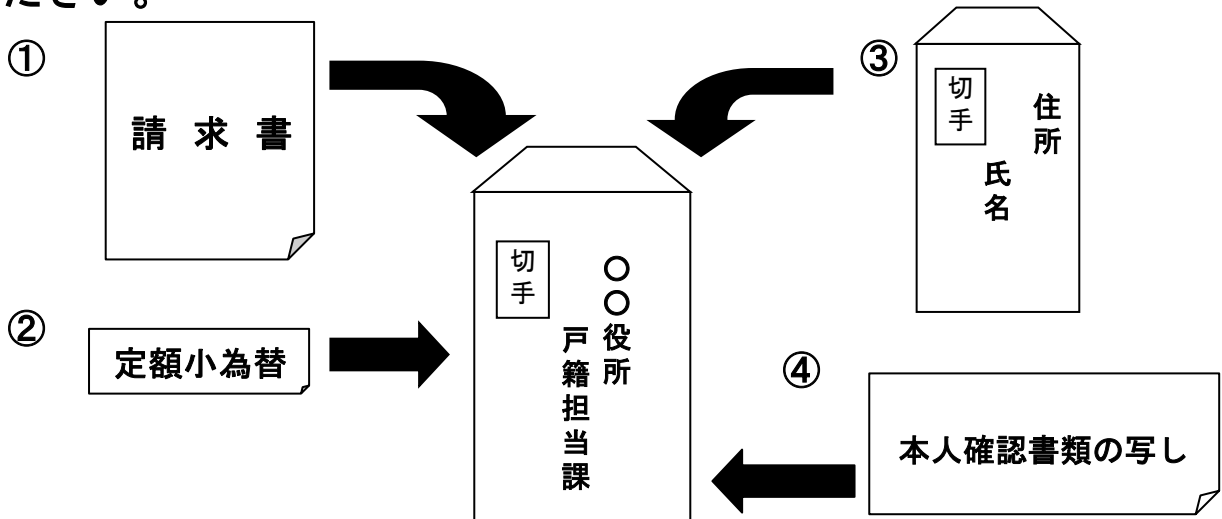 ださい。
①
請求書
②
定額小為替
切手
〇〇役所
戸籍担当課
③
切手
住所
氏名
④
本人確認書類の写し